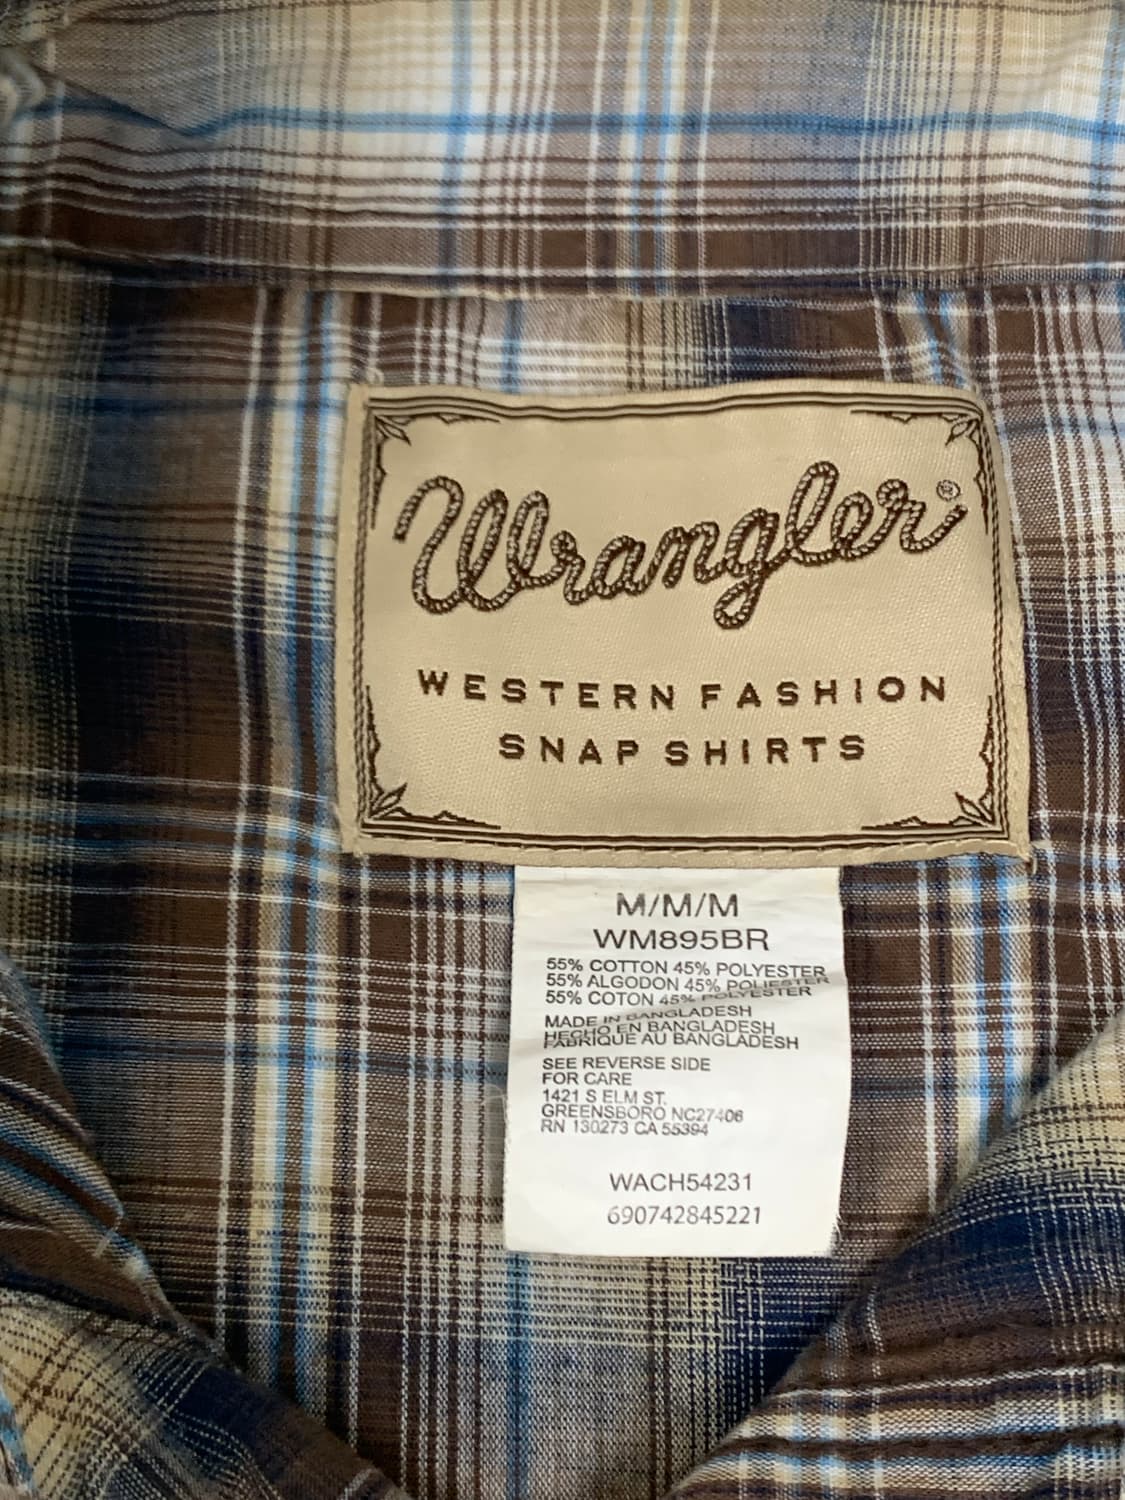 Wrangler®
WESTERN FASHION
SNAP SHIRTS
M/M/M
WM895BR
55% COTTON 45% POLYESTER
55% ALGODON 45% POLIESTER
55% COTON 45% POLYESTER
MADE IN BANGLADESH
HECHO EN BANGLADESH
FABRIQUE AU BANGLADESH
SEE REVERSE SIDE
FOR CARE
1421 S ELM ST.
GREENSBORO NC27406
RN 130273 CA 55394
WACH54231
690742845221